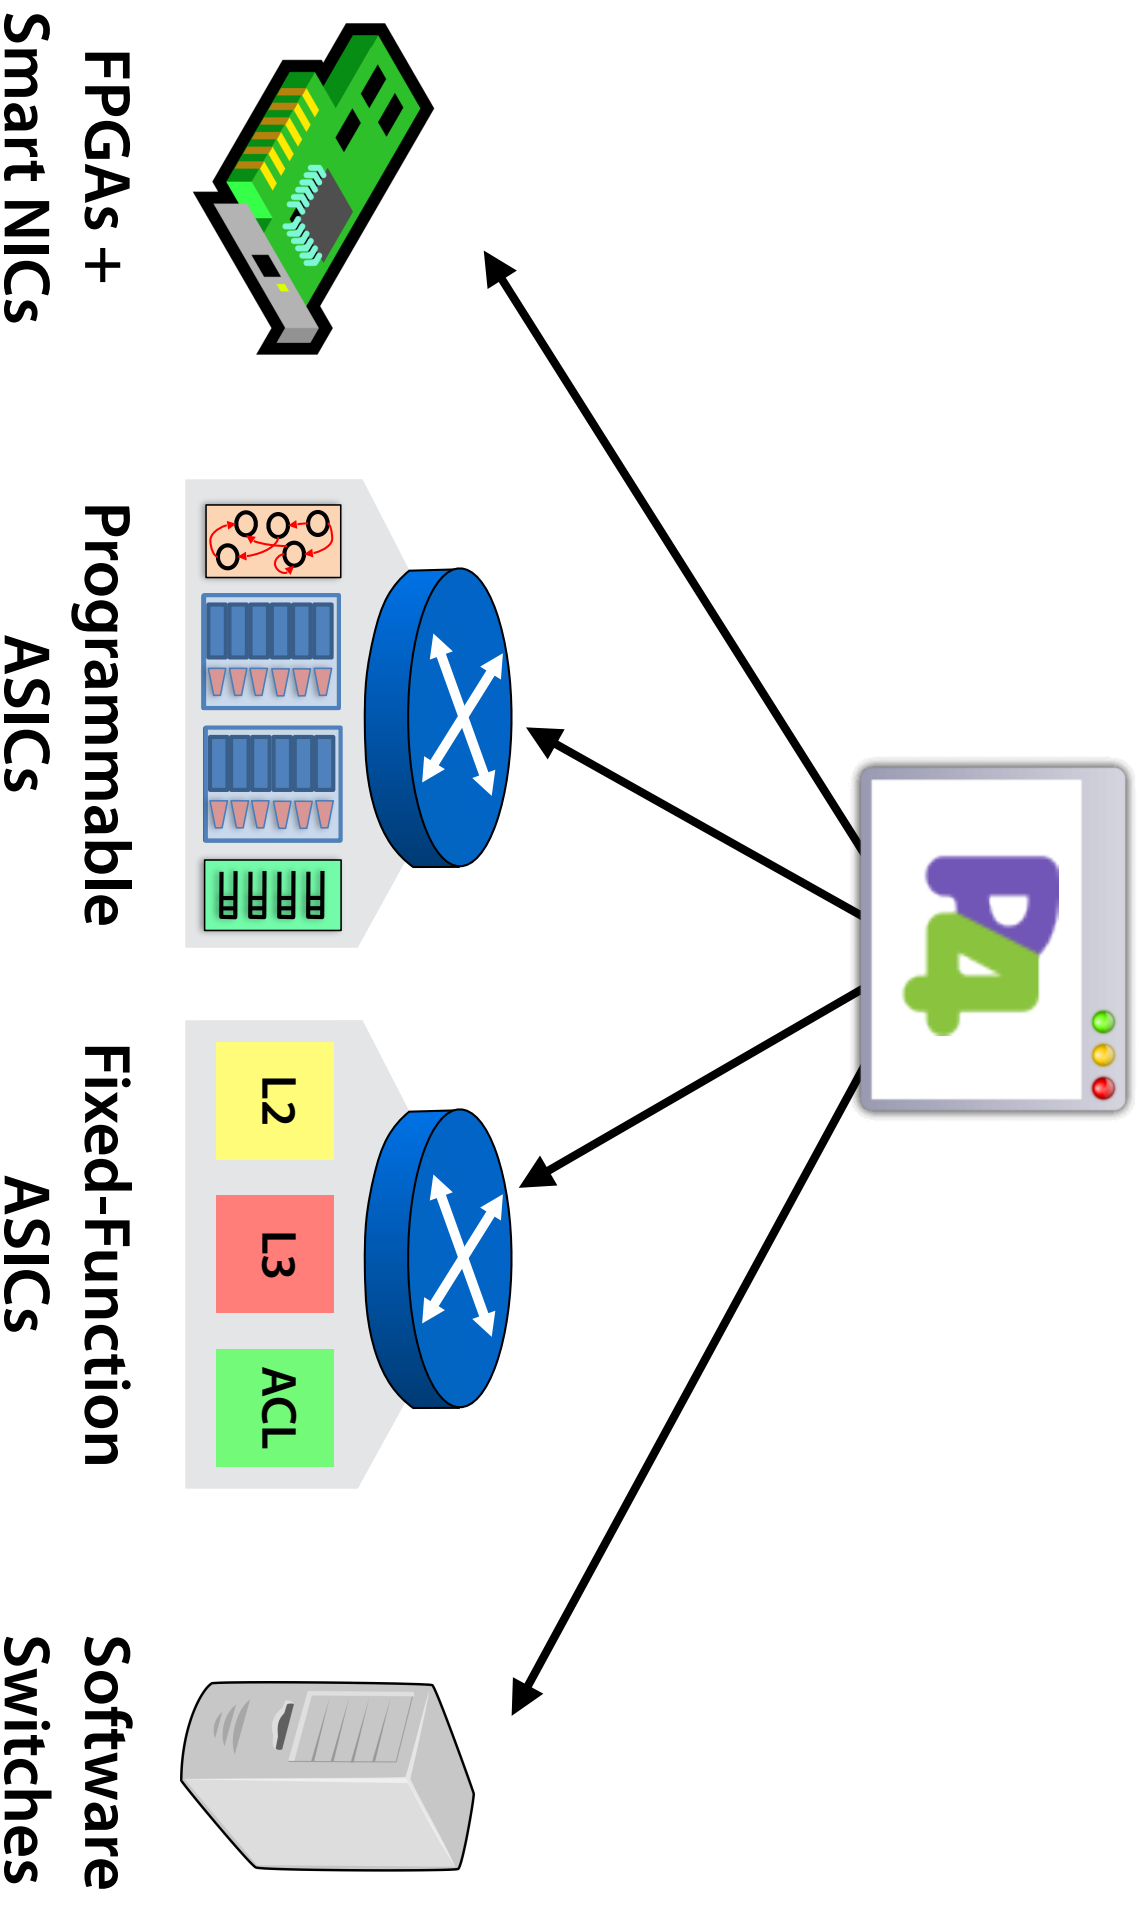 P4
L2
L3
ACL
FPGAs +
Smart NICs
Programmable
ASICs
Fixed-Function
ASICs
Software
Switches